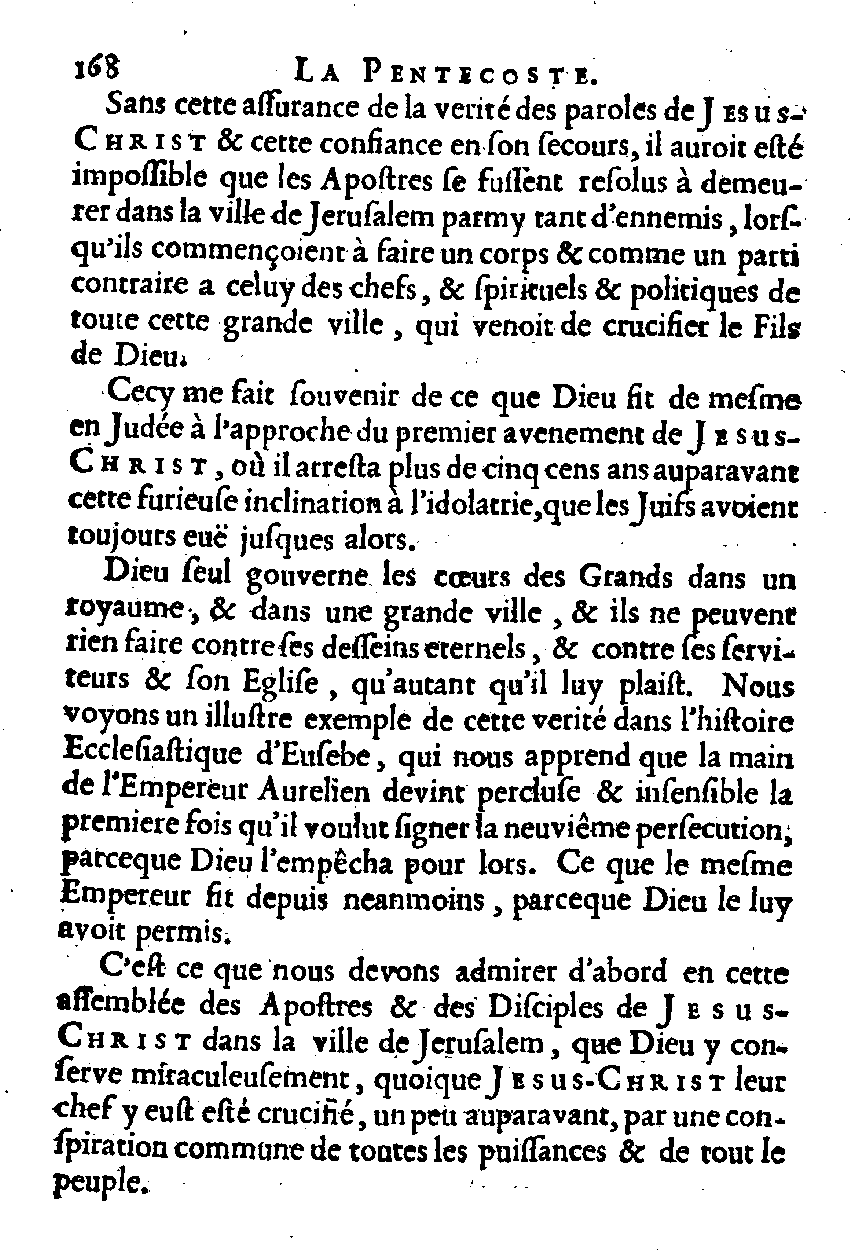 168 LA PENTECOSTE.
Sans cette aſſurance de la verité des paroles de JESUS-
CHRIST & cette confiance en ſon ſecours, il auroit eſté
impoſſible que les Apoſtres ſe fuſſent reſolus à demeu-
rer dans la ville de Jeruſalem parmy tant d'ennemis, lorſ-
qu'ils commençoient à faire un corps & comme un parti
contraire a celuy des chefs, & ſpirituels & politiques de
toute cette grande ville, qui venoit de crucifier le Fils
de Dieu.
Cecy me fait ſouvenir de ce que Dieu fit de meſme
en Judée à l'approche du premier avenement de JESUS-
CHRIST, où il arreſta plus de cinq cens ans auparavant
cette furieuſe inclination à l'idolatrie, que les Juifs avoient
toujours euë juſques alors.
Dieu ſeul gouverne les cœurs des Grands dans un
royaume, & dans une grande ville, & ils ne peuvent
rien faire contre ſes deſſeins eternels, & contre ſes ſervi-
teurs & ſon Egliſe, qu'autant qu'il luy plaiſt. Nous
voyons un illuſtre exemple de cette verité dans l'hiſtoire
Eccleſiaſtique d'Euſebe, qui nous apprend que la main
de l'Empereur Aurelien devint percluſe & inſenſible la
premiere fois qu'il voulut ſigner la neuviême perſecution,
parceque Dieu l'empêcha pour lors. Ce que le meſme
Empereur fit depuis neanmoins, parceque Dieu le luy
avoit permis.
C'eſt ce que nous devons admirer d'abord en cette
aſſemblée des Apoſtres & des Diſciples de JESUS-
CHRIST dans la ville de Jeruſalem, que Dieu y con-
ſerve miraculeuſement, quoique JESUS-CHRIST leur
chef y euſt eſté crucifié, un peu auparavant, par une con-
ſpiration commune de toutes les puiſſances & de tout le
peuple.